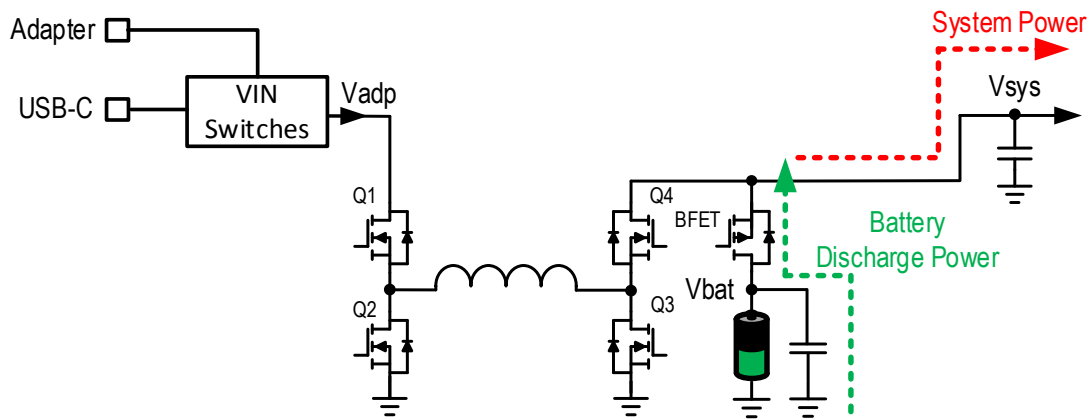 System Power
Adapter
USB-C
VIN
Switches
Vadp
Vsys
Q1
Q4
BFET
Battery
Discharge Power
Q2
Q3
Vbat